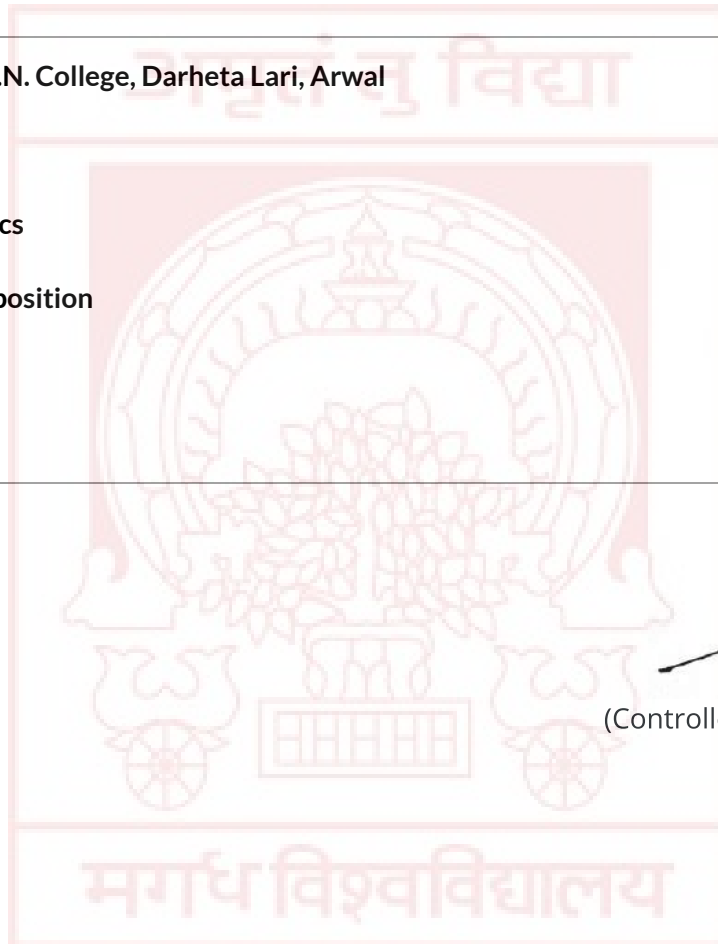 अमृतं तु विद्या
.N. College, Darheta Lari, Arwal
cs
position
(Controll
मगध विश्वविद्यालय